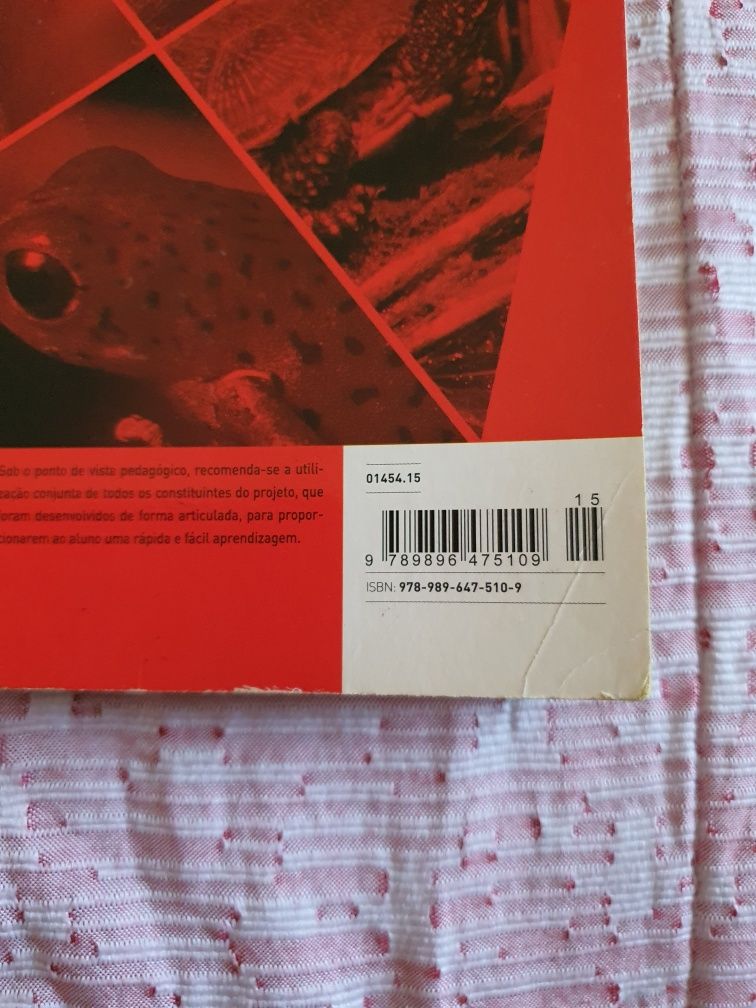 Sob o ponto de vista pedagógico, recomenda-se a utili-
zação conjunta de todos os constituintes do projeto, que
foram desenvolvidos de forma articulada, para propor-
cionarem ao aluno uma rápida e fácil aprendizagem.
01454.15
15
9 789896 475109
ISBN: 978-989-647-510-9